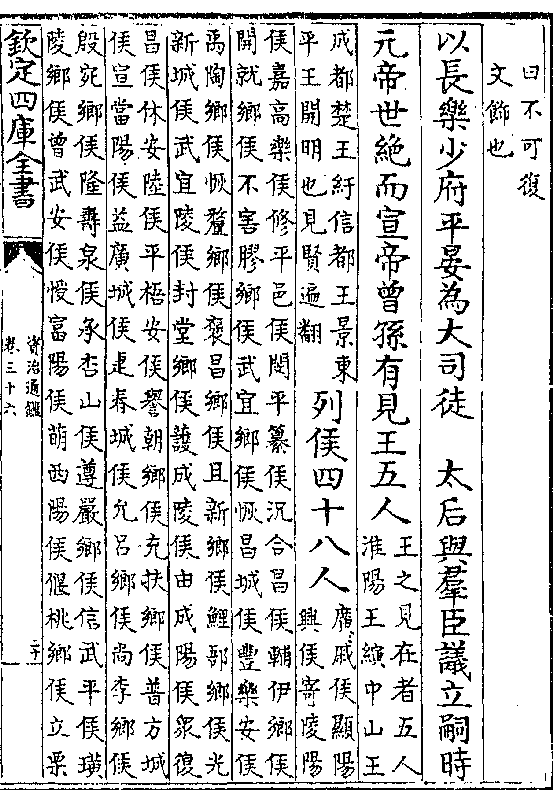 曰不可復
文飾也
以長樂少府平晏為大司徒　太后與羣臣議立嗣時
元帝世絶而宣帝曾孫有見王五人
王之見在者五人
淮陽王縯中山王
成都楚王紆信都王景東
平王開明也見賢遍翻
列侯四十八人
廣戚侯顯陽
興侯寄陵陽
侯嘉高樂侯修平邑侯閔平纂侯況合昌侯輔伊鄉侯
開就鄉侯不害膠鄉侯武宜鄉侯恢昌城侯豐樂安侯
禹陶鄉侯恢釐鄉侯褒昌鄉侯且新鄉侯鯉郚鄉侯光
新城侯武宜陵侯封堂鄉侯護成陵侯由成陽侯衆復
昌侯休安陸侯平梧安侯譽朝鄉侯充扶鄉侯普方城
侯宣當陽侯益廣城侯疌春城侯允呂鄉侯尚李鄉侯
殷宛鄉侯隆壽泉侯承杏山侯遵嚴鄉侯信武平侯璜
陵鄉侯曾武安侯㥅富陽侯萌西陽侯偃桃鄉侯立栗
欽定四庫全書
資治通鑑
卷三十六
二十